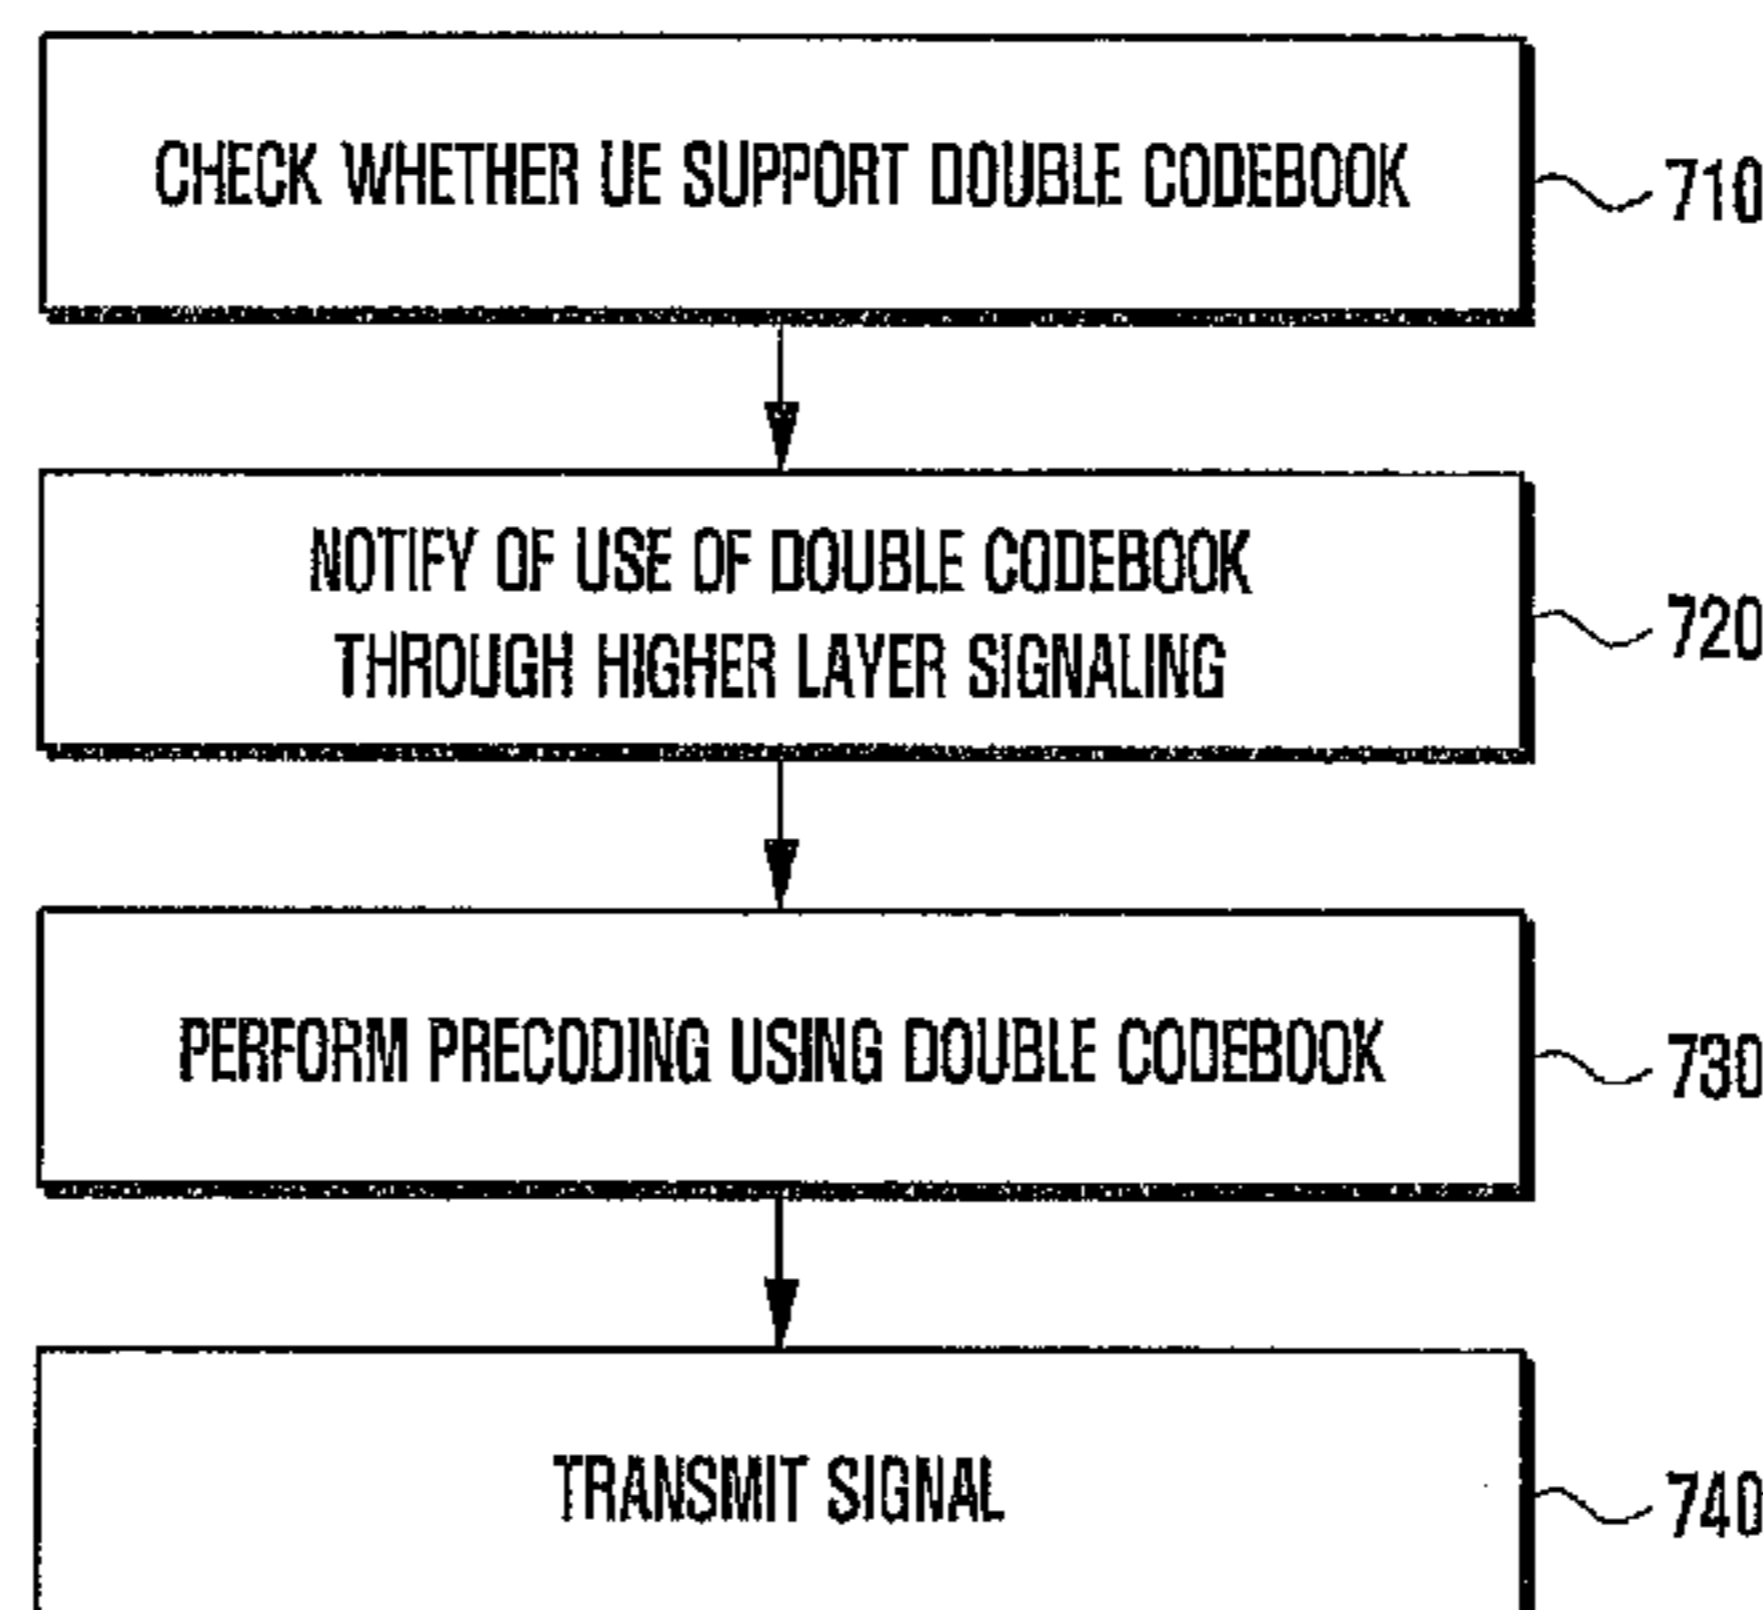 CHECK WHETHER UE SUPPORT DOUBLE CODEBOOK
710
NOTIFY OF USE OF DOUBLE CODEBOOK
THROUGH HIGHER LAYER SIGNALING
720
PERFORM PRECODING USING DOUBLE CODEBOOK
730
TRANSMIT SIGNAL
740